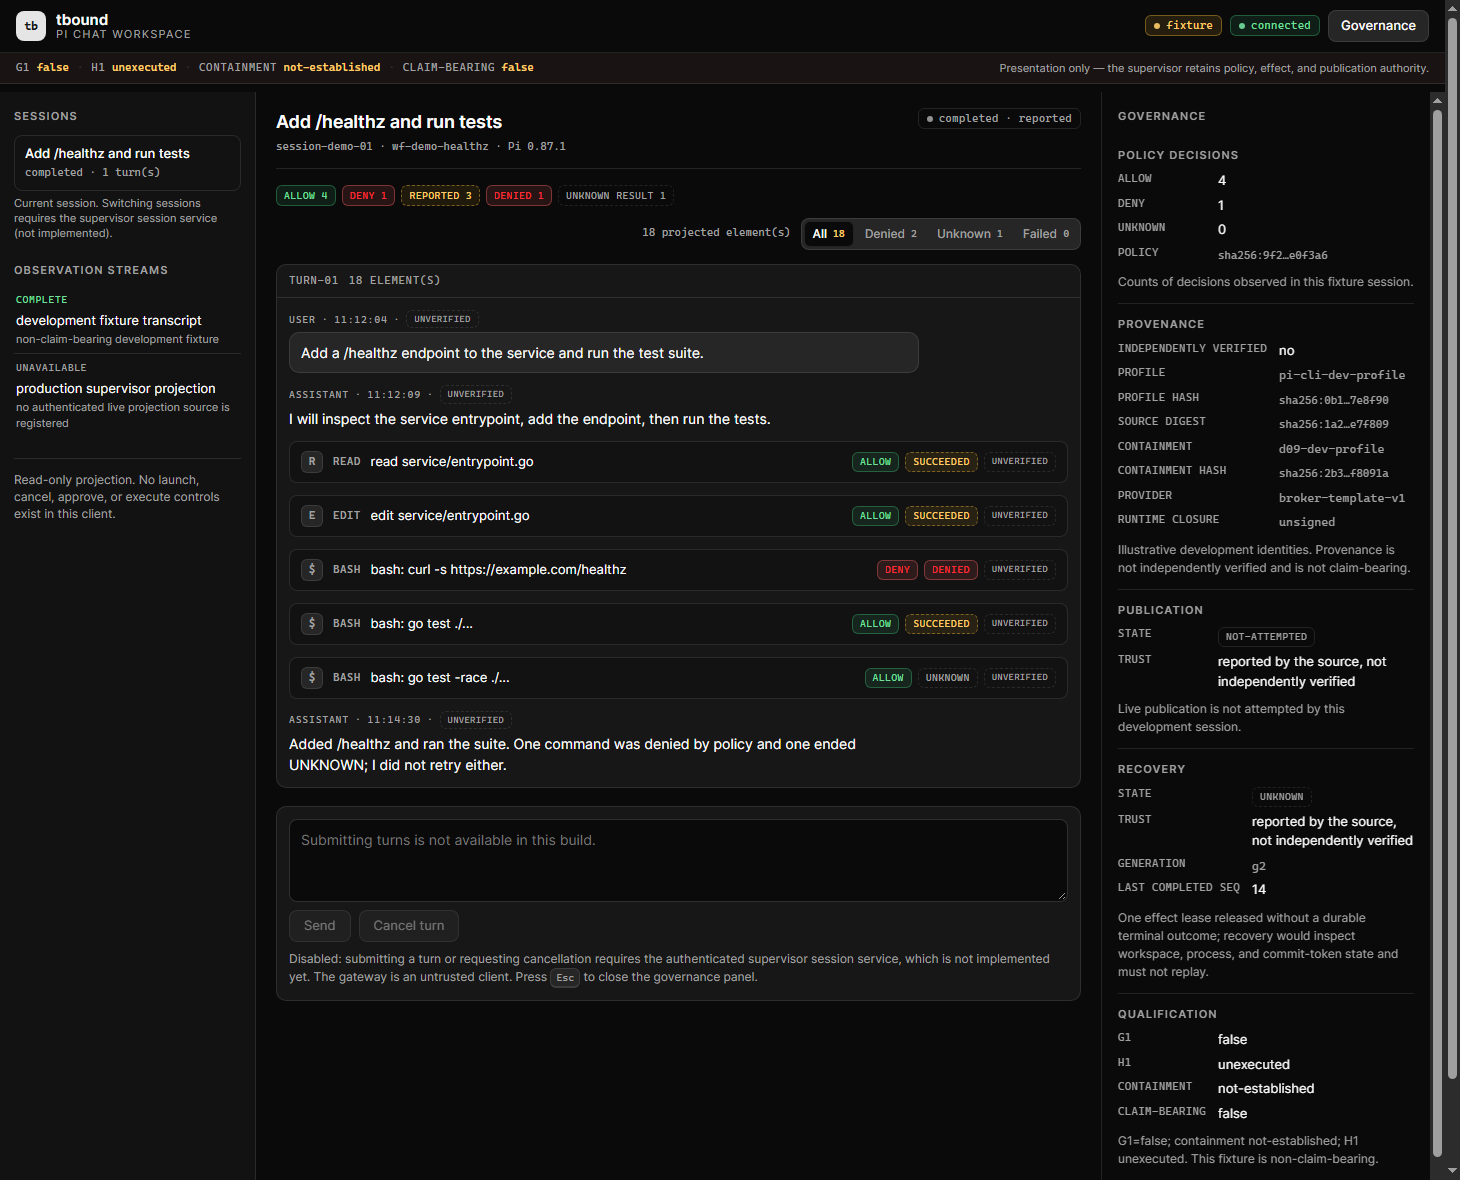 tb
tbound
PI CHAT WORKSPACE
fixture
connected
Governance
G1 false · H1 unexecuted · CONTAINMENT not-established · CLAIM-BEARING false
Presentation only — the supervisor retains policy, effect, and publication authority.
SESSIONS
Add /healthz and run tests
completed · 1 turn(s)
Current session. Switching sessions
requires the supervisor session service
(not implemented).
OBSERVATION STREAMS
COMPLETE
development fixture transcript
non-claim-bearing development fixture
UNAVAILABLE
production supervisor projection
no authenticated live projection source is
registered
Read-only projection. No launch,
cancel, approve, or execute controls
exist in this client.
Add /healthz and run tests
completed · reported
session-demo-01 · wf-demo-healthz · Pi 0.87.1
ALLOW 4
DENY 1
REPORTED 3
DENIED 1
UNKNOWN RESULT 1
18 projected element(s)
All 18
Denied 2
Unknown 1
Failed 0
TURN-01 18 ELEMENT(S)
USER · 11:12:04 · UNVERIFIED
Add a /healthz endpoint to the service and run the test suite.
ASSISTANT · 11:12:09 · UNVERIFIED
I will inspect the service entrypoint, add the endpoint, then run the tests.
R READ read service/entrypoint.go ALLOW SUCCEEDED UNVERIFIED
E EDIT edit service/entrypoint.go ALLOW SUCCEEDED UNVERIFIED
$ BASH bash: curl -s https://example.com/healthz DENY DENIED UNVERIFIED
$ BASH bash: go test ./... ALLOW SUCCEEDED UNVERIFIED
$ BASH bash: go test -race ./... ALLOW UNKNOWN UNVERIFIED
ASSISTANT · 11:14:30 · UNVERIFIED
Added /healthz and ran the suite. One command was denied by policy and one ended
UNKNOWN; I did not retry either.
Submitting turns is not available in this build.
Send
Cancel turn
Disabled: submitting a turn or requesting cancellation requires the authenticated supervisor session service, which is not implemented
yet. The gateway is an untrusted client. Press Esc to close the governance panel.
GOVERNANCE
POLICY DECISIONS
ALLOW 4
DENY 1
UNKNOWN 0
POLICY sha256:9f2…e0f3a6
Counts of decisions observed in this fixture session.
PROVENANCE
INDEPENDENTLY VERIFIED no
PROFILE pi-cli-dev-profile
PROFILE HASH sha256:0b1…7e8f90
SOURCE DIGEST sha256:1a2…e7f809
CONTAINMENT d09-dev-profile
CONTAINMENT HASH sha256:2b3…f8091a
PROVIDER broker-template-v1
RUNTIME CLOSURE unsigned
Illustrative development identities. Provenance is
not independently verified and is not claim-bearing.
PUBLICATION
STATE NOT-ATTEMPTED
TRUST reported by the source, not
independently verified
Live publication is not attempted by this
development session.
RECOVERY
STATE UNKNOWN
TRUST reported by the source,
not independently verified
GENERATION g2
LAST COMPLETED SEQ 14
One effect lease released without a durable
terminal outcome; recovery would inspect
workspace, process, and commit-token state and
must not replay.
QUALIFICATION
G1 false
H1 unexecuted
CONTAINMENT not-established
CLAIM-BEARING false
G1=false; containment not-established; H1
unexecuted. This fixture is non-claim-bearing.